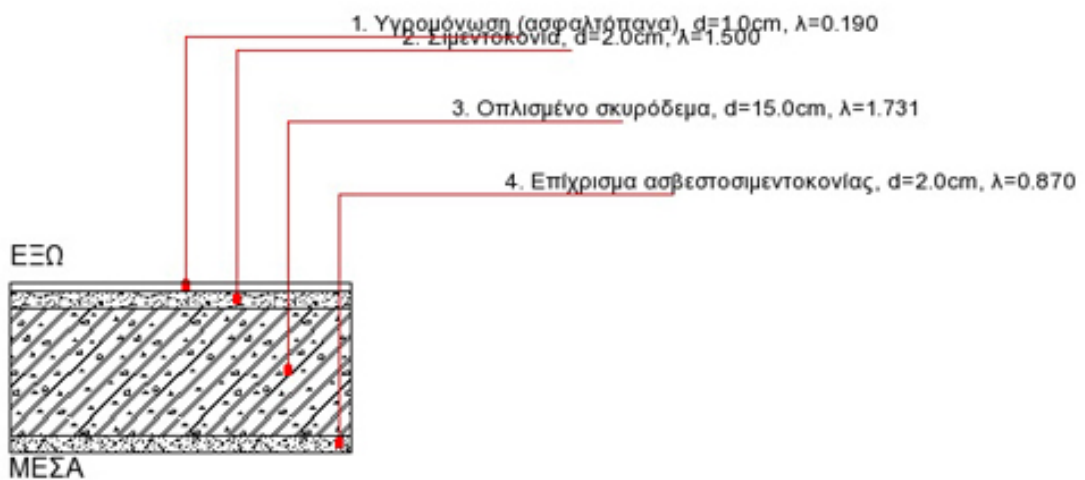 1. Υγρομόνωση (ασφαλτόπανα), d=1.0cm, λ=0.190
2. Σιμεντοκονία, d=2.0cm, λ=1.500
3. Οπλισμένο σκυρόδεμα, d=15.0cm, λ=1.731
4. Επίχρισμα ασβεστοσιμεντοκονίας, d=2.0cm, λ=0.870
ΕΞΩ
ΜΕΣΑ